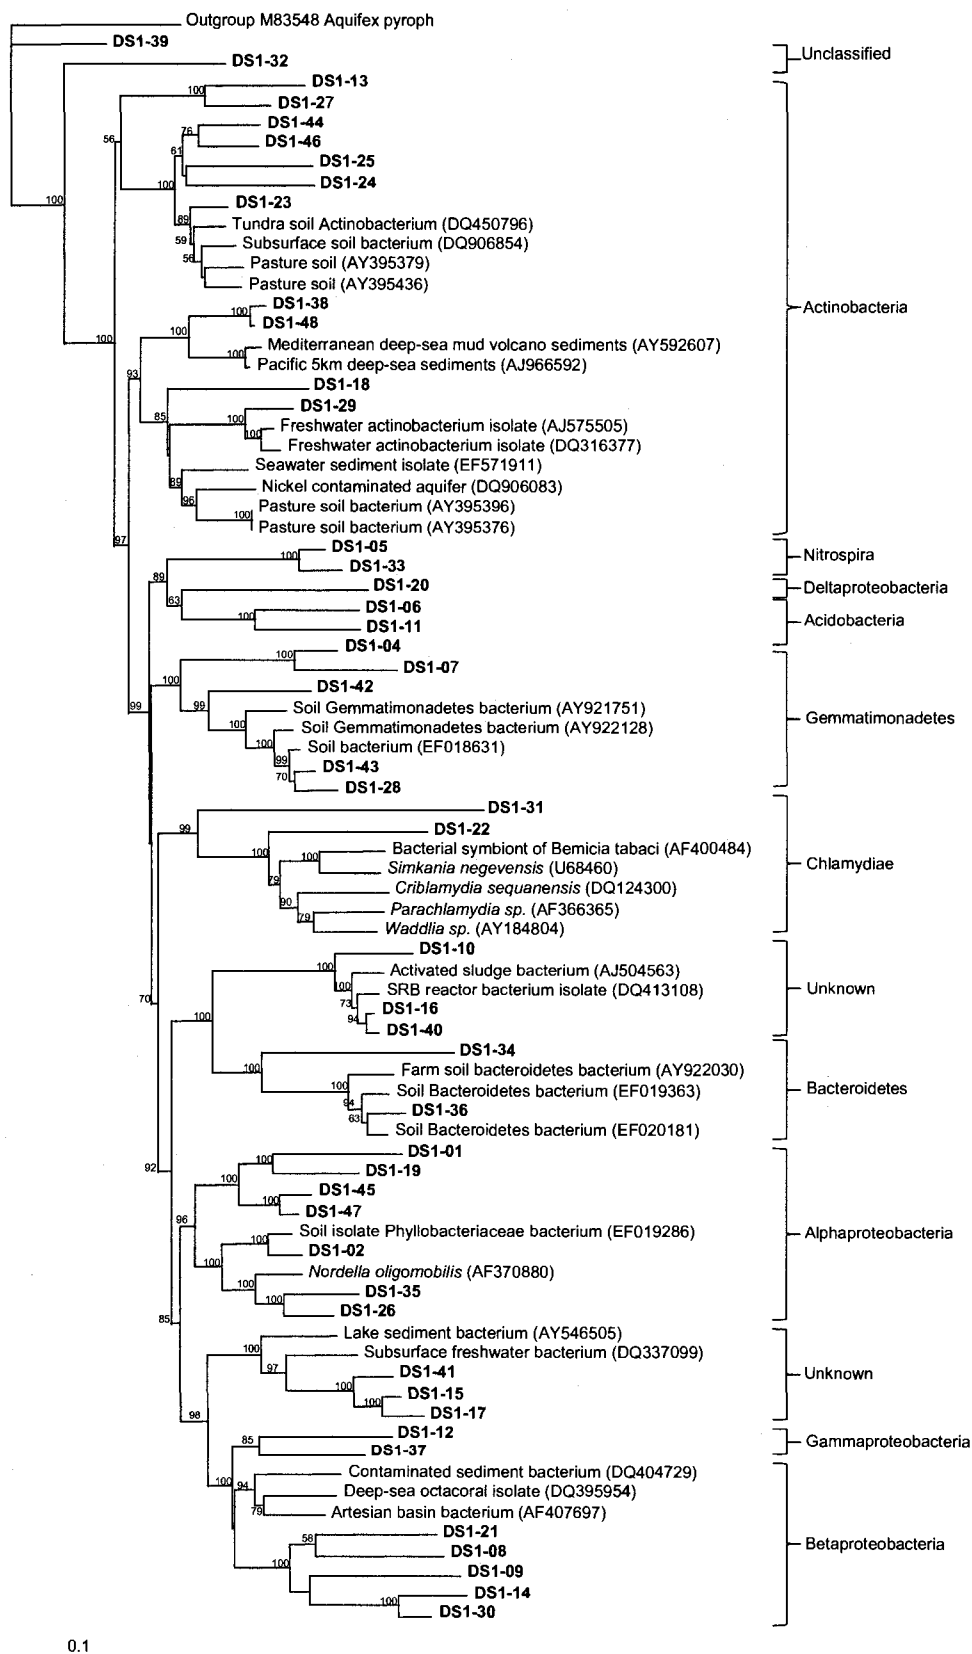 Outgroup M83548 Aquifex pyroph
DS1-39
Unclassified
DS1-32
100 DS1-13
DS1-27
56
76 DS1-44
DS1-46
61
DS1-25
100 DS1-24
DS1-23
100
89 Tundra soil Actinobacterium (DQ450796)
59 Subsurface soil bacterium (DQ906854)
56 Pasture soil (AY395379)
Pasture soil (AY395436)
Actinobacteria
100 DS1-38
DS1-48
100
100
Mediterranean deep-sea mud volcano sediments (AY592607)
100 Pacific 5km deep-sea sediments (AJ966592)
93
DS1-18
85
100 DS1-29
100 Freshwater actinobacterium isolate (AJ575505)
Freshwater actinobacterium isolate (DQ316377)
Seawater sediment isolate (EF571911)
89 Nickel contaminated aquifer (DQ906083)
96 Pasture soil bacterium (AY395396)
100 Pasture soil bacterium (AY395376)
97
DS1-05
100 DS1-33
Nitrospira
89
DS1-20
Deltaproteobacteria
63
100 DS1-06
DS1-11
Acidobacteria
100 DS1-04
DS1-07
100
DS1-42
99
99 Soil Gemmatimonadetes bacterium (AY921751)
100 Soil Gemmatimonadetes bacterium (AY922128)
Gemmatimonadetes
100 Soil bacterium (EF018631)
99 DS1-43
70 DS1-28
DS1-31
99
DS1-22
100 Bacterial symbiont of Bemicia tabaci (AF400484)
100 Simkania negevensis (U68460)
Chlamydiae
79 Criblamydia sequanensis (DQ124300)
90 Parachlamydia sp. (AF366365)
79 Waddlia sp. (AY184804)
DS1-10
100 Activated sludge bacterium (AJ504563)
100 SRB reactor bacterium isolate (DQ413108)
Unknown
70
73 DS1-16
94 DS1-40
100
DS1-34
100 Farm soil bacteroidetes bacterium (AY922030)
100 Soil Bacteroidetes bacterium (EF019363)
Bacteroidetes
94 DS1-36
63 Soil Bacteroidetes bacterium (EF020181)
92
100 DS1-01
DS1-19
100
100 DS1-45
DS1-47
96
100 Soil isolate Phyllobacteriaceae bacterium (EF019286)
Alphaproteobacteria
DS1-02
100
Nordella oligomobilis (AF370880)
100 DS1-35
100 DS1-26
85
Lake sediment bacterium (AY546505)
100 Subsurface freshwater bacterium (DQ337099)
97 DS1-41
Unknown
100 DS1-15
100 DS1-17
98
85 DS1-12
DS1-37
Gammaproteobacteria
100
Contaminated sediment bacterium (DQ404729)
94 Deep-sea octacoral isolate (DQ395954)
79 Artesian basin bacterium (AF407697)
58 DS1-21
DS1-08
Betaproteobacteria
100
DS1-09
DS1-14
100 DS1-30
0.1